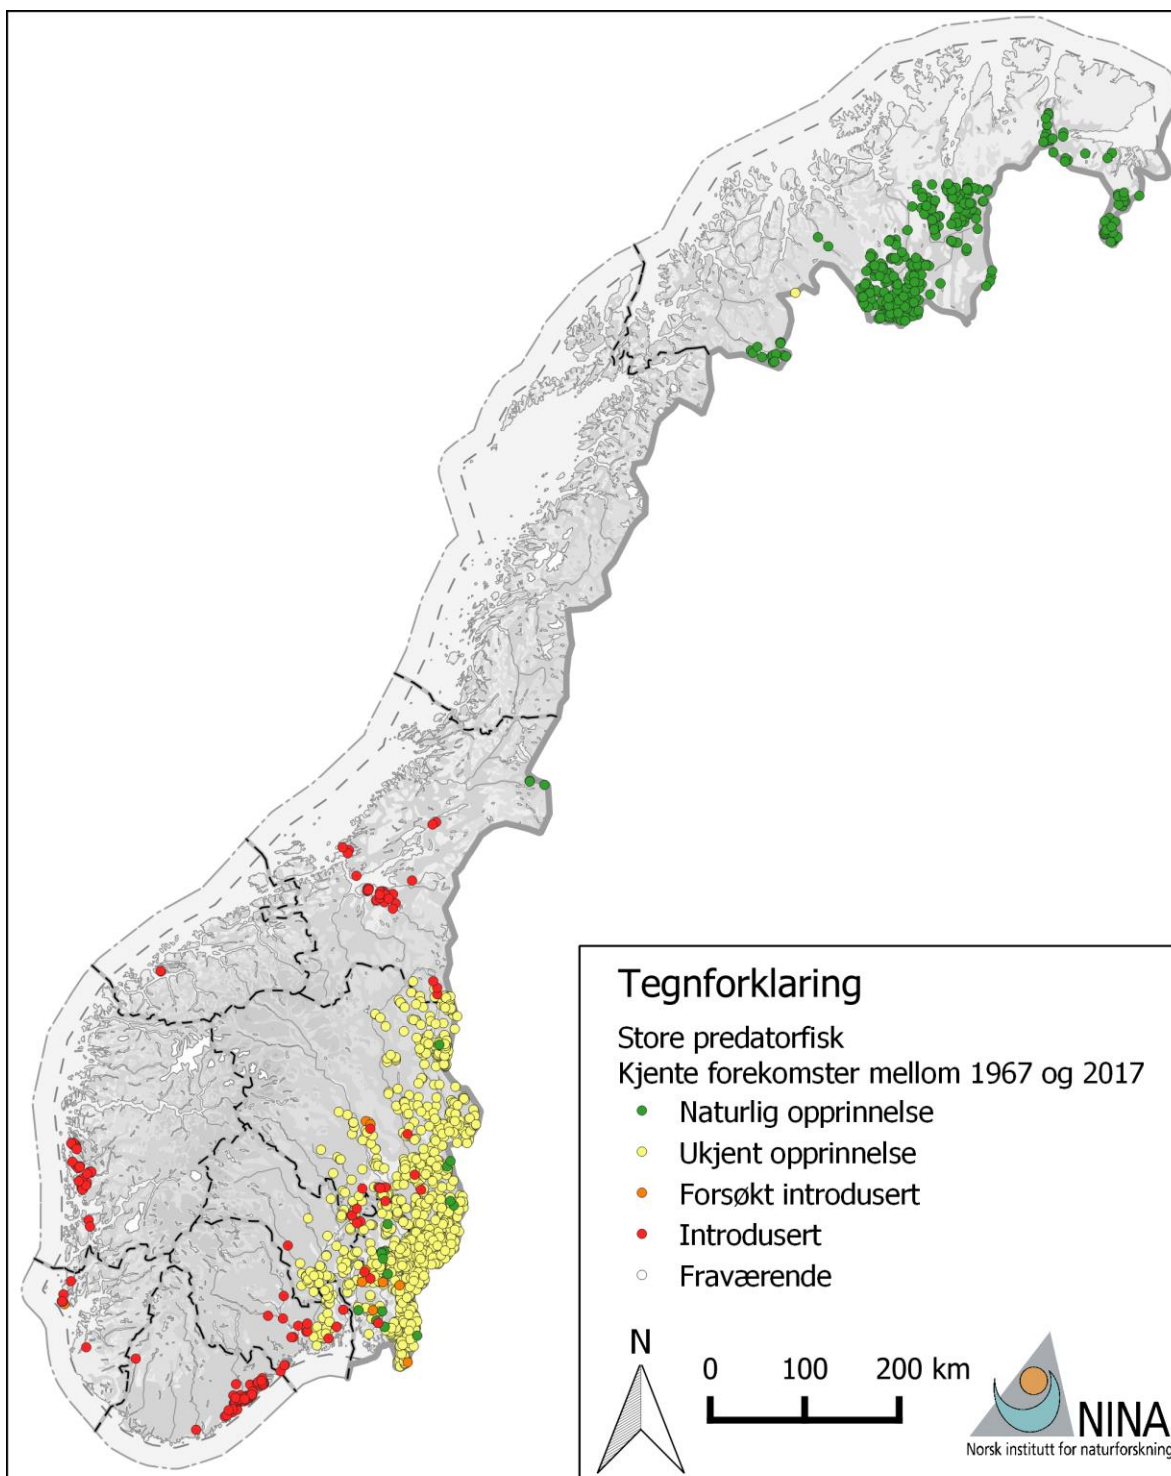 Tegnforklaring
Store predatorfisk
Kjente forekomster mellom 1967 og 2017
Naturlig opprinnelse
Ukjent opprinnelse
Forsøkt introdusert
Introdusert
Fraværende
N
0 100 200 km
NINA
Norsk institutt for naturforskning